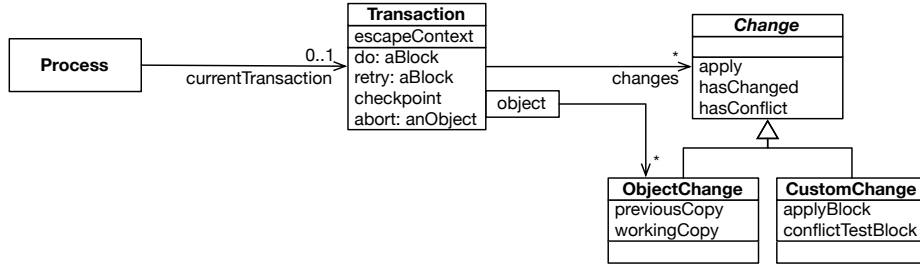 Process
0..1
currentTransaction
Transaction
escapeContext
do: aBlock
retry: aBlock
checkpoint
abort: anObject
object
*
changes
*
Change
apply
hasChanged
hasConflict
ObjectChange
previousCopy
workingCopy
CustomChange
applyBlock
conflictTestBlock